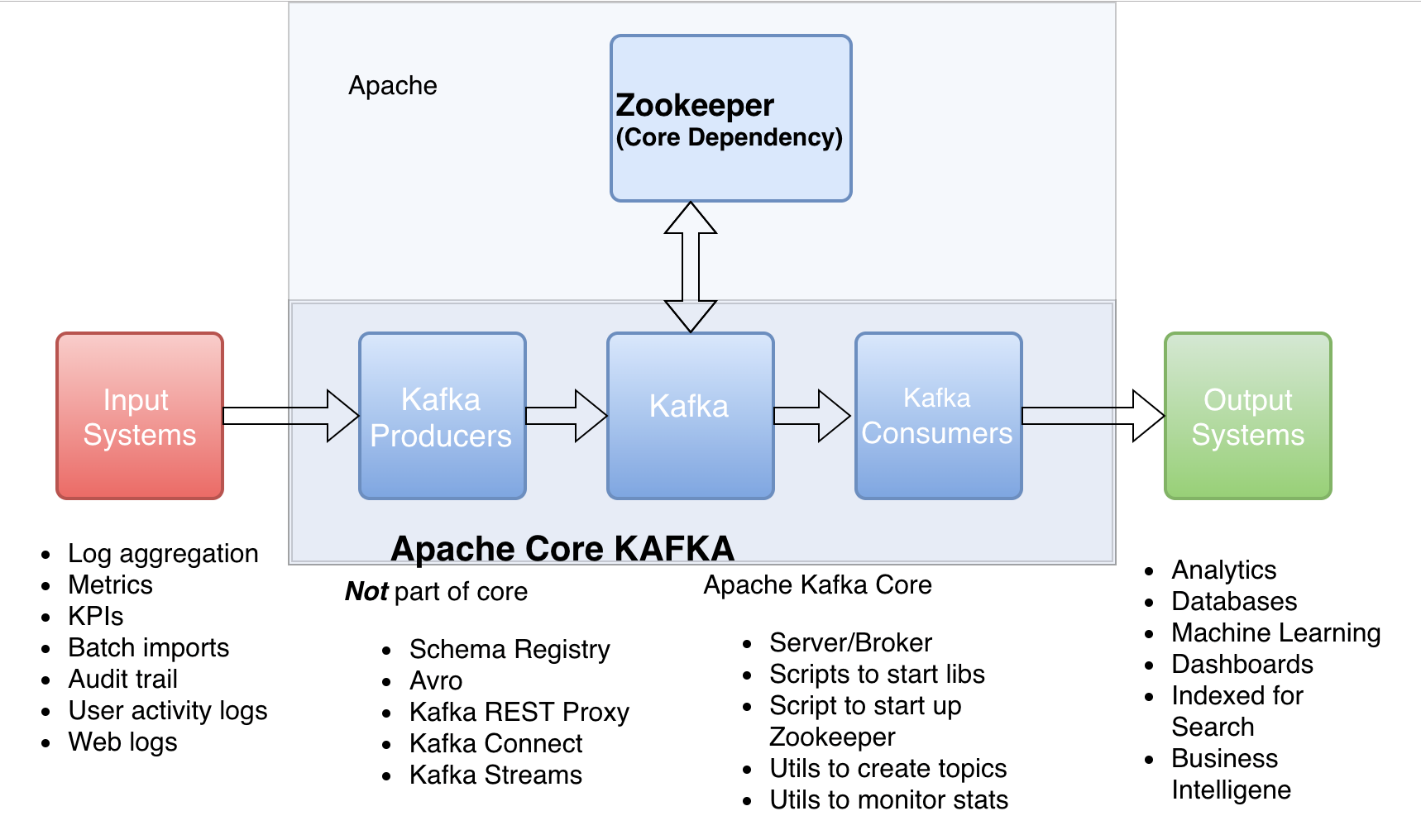 Apache
Zookeeper
(Core Dependency)
Input
Systems
Kafka
Producers
Kafka
Kafka
Consumers
Output
Systems
Apache Core KAFKA
• Log aggregation
• Metrics
• KPIs
• Batch imports
• Audit trail
• User activity logs
• Web logs
Not part of core
• Schema Registry
• Avro
• Kafka REST Proxy
• Kafka Connect
• Kafka Streams
Apache Kafka Core
• Server/Broker
• Scripts to start libs
• Script to start up
Zookeeper
• Utils to create topics
• Utils to monitor stats
• Analytics
• Databases
• Machine Learning
• Dashboards
• Indexed for
Search
• Business
Intelligene